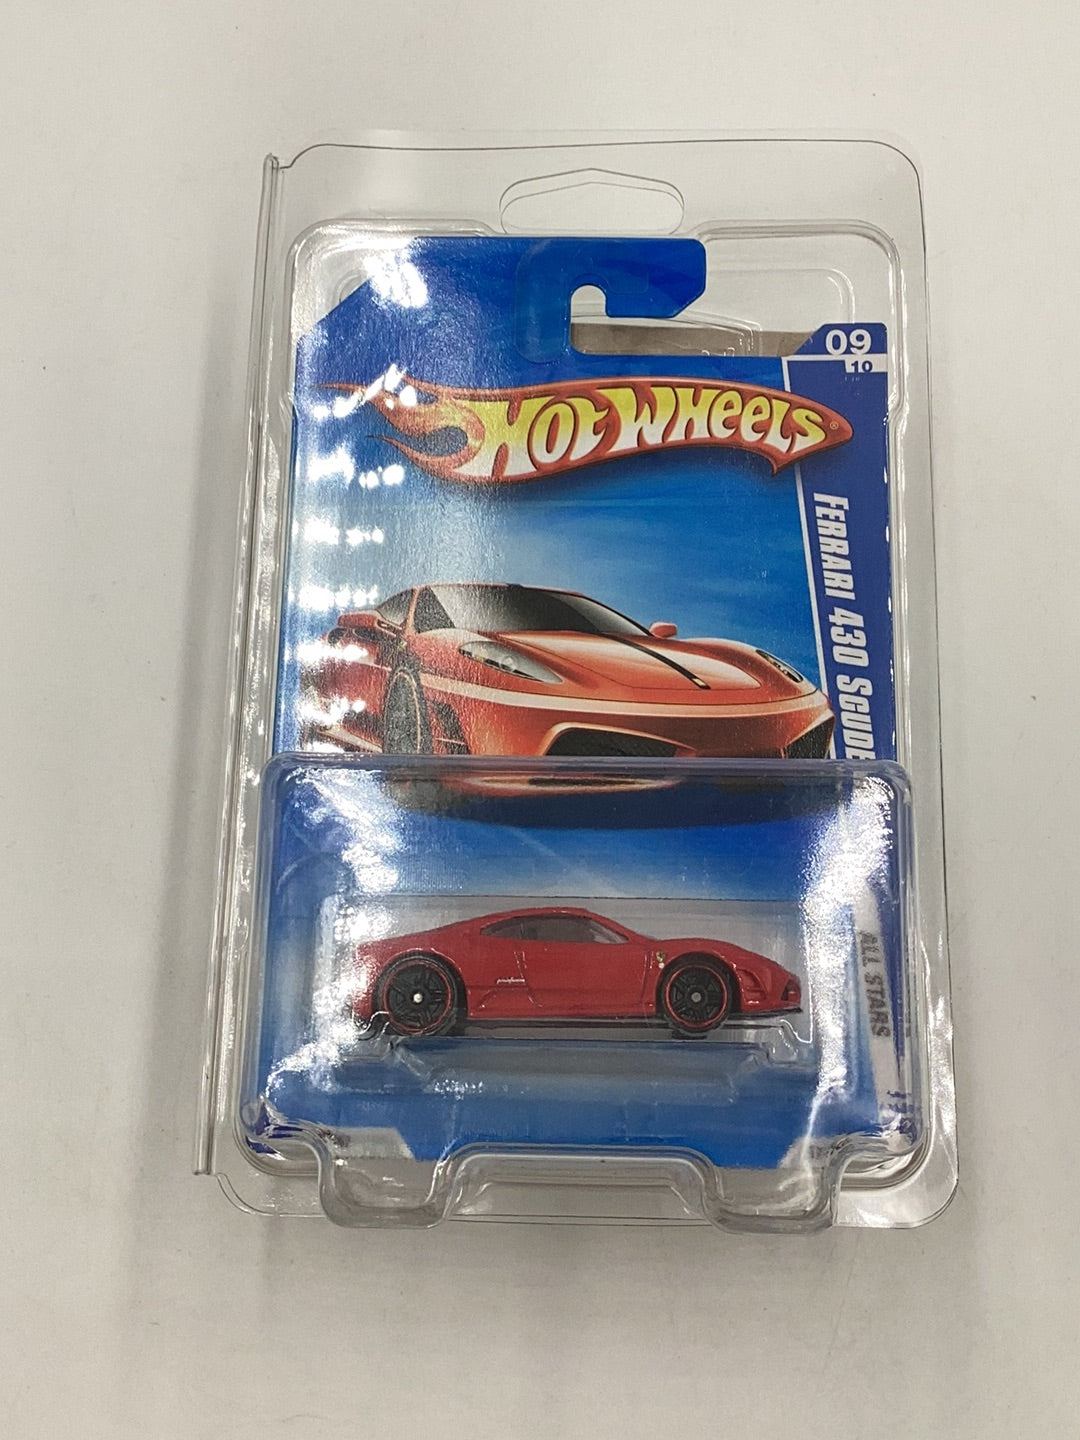 09
10
HOT WHEELS®
FERRARI 430 SCUDE
ALL STARS